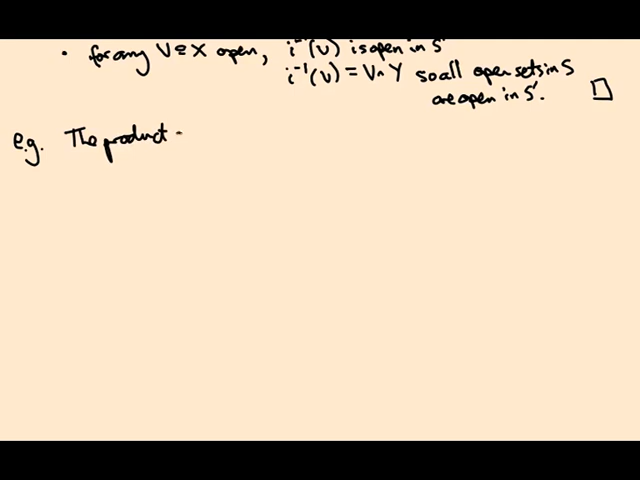 • for any V ⊆ X open, i⁻¹(V) is open in S'
i⁻¹(V) = V ∩ Y so all open sets in S
are open in S'. □
e.g. The product